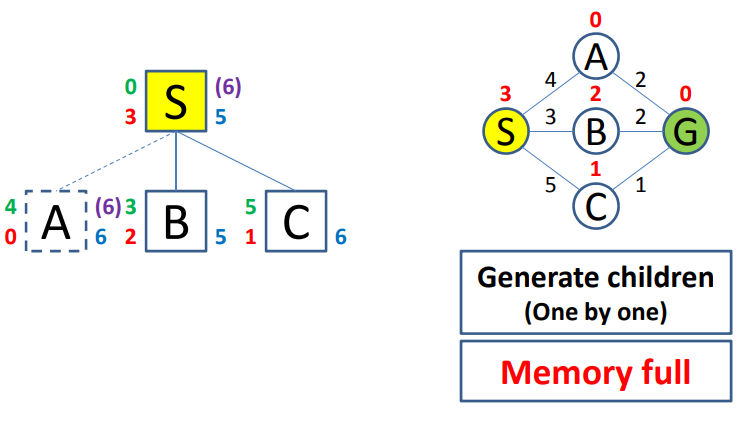 0 S (6)
3 5
4 A (6) 3 B 5 C
0 6 2 5 1 6
0
A
4 2
3 2 0
S 3 B 2 G
1
5 C 1
Generate children
(One by one)
Memory full